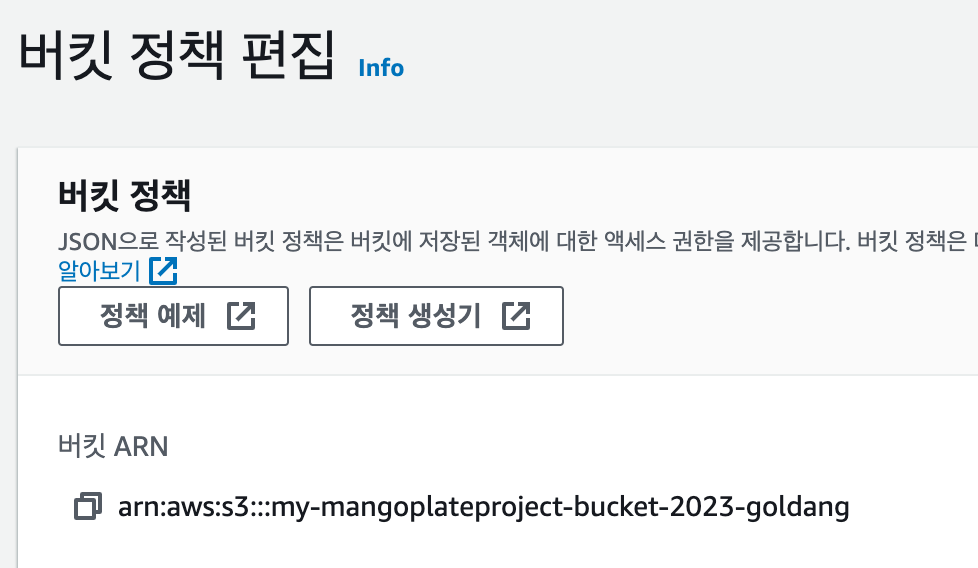 버킷 정책 편집 Info
버킷 정책
JSON으로 작성된 버킷 정책은 버킷에 저장된 객체에 대한 액세스 권한을 제공합니다. 버킷 정책은
알아보기
정책 예제 정책 생성기
버킷 ARN
arn:aws:s3:::my-mangoplateproject-bucket-2023-goldang